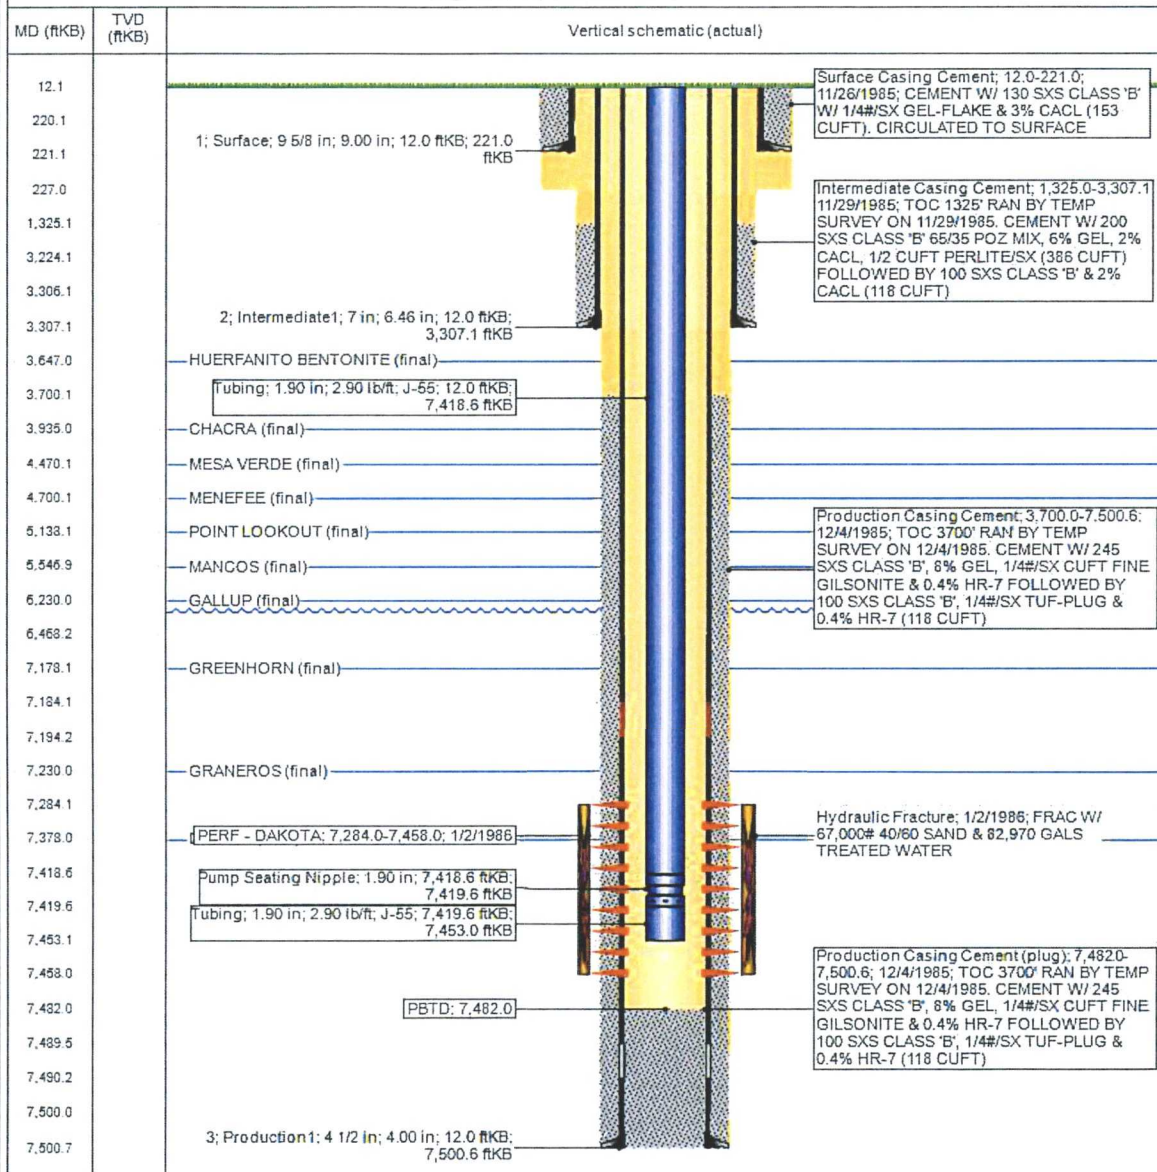 MD (ftKB)
TVD
(ftKB)
Vertical schematic (actual)
12.1
220.1
221.1
227.0
1,325.1
3,224.1
3,306.1
3,307.1
3,647.0
3,700.1
3,935.0
4,470.1
4,700.1
5,138.1
5,546.9
6,230.0
6,468.2
7,178.1
7,184.1
7,194.2
7,230.0
7,284.1
7,378.0
7,418.6
7,419.6
7,453.1
7,458.0
7,482.0
7,489.5
7,490.2
7,500.0
7,500.7
1; Surface; 9 5/8 in; 9.00 in; 12.0 ftKB; 221.0
ftKB
2; Intermediate1; 7 in; 6.46 in; 12.0 ftKB;
3,307.1 ftKB
HUERFANITO BENTONITE (final)
Tubing; 1.90 in; 2.90 lb/ft; J-55; 12.0 ftKB;
7,418.6 ftKB
CHACRA (final)
MESA VERDE (final)
MENEFEE (final)
POINT LOOKOUT (final)
MANCOS (final)
GALLUP (final)
GREENHORN (final)
GRANEROS (final)
PERF - DAKOTA; 7,284.0-7,458.0; 1/2/1986
Pump Seating Nipple; 1.90 in; 7,418.6 ftKB;
7,419.6 ftKB
Tubing; 1.90 in; 2.90 lb/ft; J-55; 7,419.6 ftKB;
7,453.0 ftKB
PBTD; 7,482.0
3; Production1; 4 1/2 in; 4.00 in; 12.0 ftKB;
7,500.6 ftKB
Surface Casing Cement; 12.0-221.0;
11/26/1985; CEMENT W/ 130 SXS CLASS 'B'
W/ 1/4#/SX GEL-FLAKE & 3% CACL (153
CUFT). CIRCULATED TO SURFACE
Intermediate Casing Cement; 1,325.0-3,307.1
11/29/1985; TOC 1325' RAN BY TEMP
SURVEY ON 11/29/1985. CEMENT W/ 200
SXS CLASS 'B' 65/35 POZ MIX, 6% GEL, 2%
CACL, 1/2 CUFT PERLITE/SX (386 CUFT)
FOLLOWED BY 100 SXS CLASS 'B' & 2%
CACL (118 CUFT)
Production Casing Cement; 3,700.0-7,500.6;
12/4/1985; TOC 3700' RAN BY TEMP
SURVEY ON 12/4/1985. CEMENT W/ 245
SXS CLASS 'B', 8% GEL, 1/4#/SX CUFT FINE
GILSONITE & 0.4% HR-7 FOLLOWED BY
100 SXS CLASS 'B', 1/4#/SX TUF-PLUG &
0.4% HR-7 (118 CUFT)
Hydraulic Fracture; 1/2/1986; FRAC W/
67,000# 40/60 SAND & 82,970 GALS
TREATED WATER
Production Casing Cement (plug); 7,482.0-
7,500.6; 12/4/1985; TOC 3700' RAN BY TEMP
SURVEY ON 12/4/1985. CEMENT W/ 245
SXS CLASS 'B', 8% GEL, 1/4#/SX CUFT FINE
GILSONITE & 0.4% HR-7 FOLLOWED BY
100 SXS CLASS 'B', 1/4#/SX TUF-PLUG &
0.4% HR-7 (118 CUFT)